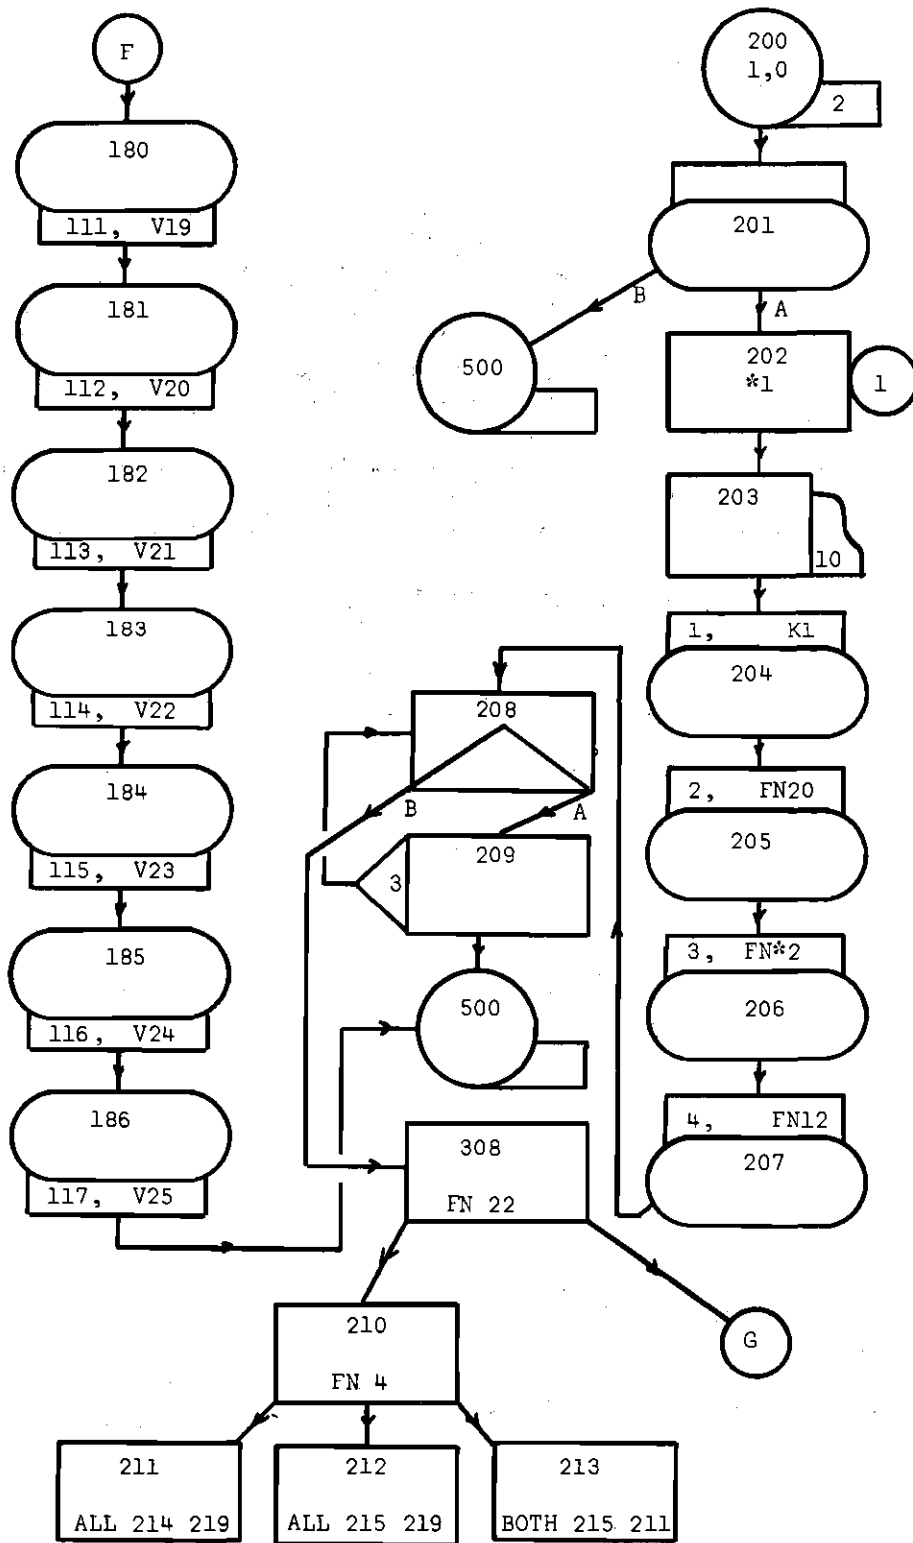 F
180
111, V19
181
112, V20
182
113, V21
183
114, V22
184
115, V23
185
116, V24
186
117, V25
200
1,0
2
201
B
A
500
202
*1
1
203
10
1, K1
204
2, FN20
205
3, FN*2
206
4, FN12
207
208
B
A
3
209
500
308
FN 22
G
210
FN 4
211
ALL 214 219
212
ALL 215 219
213
BOTH 215 211